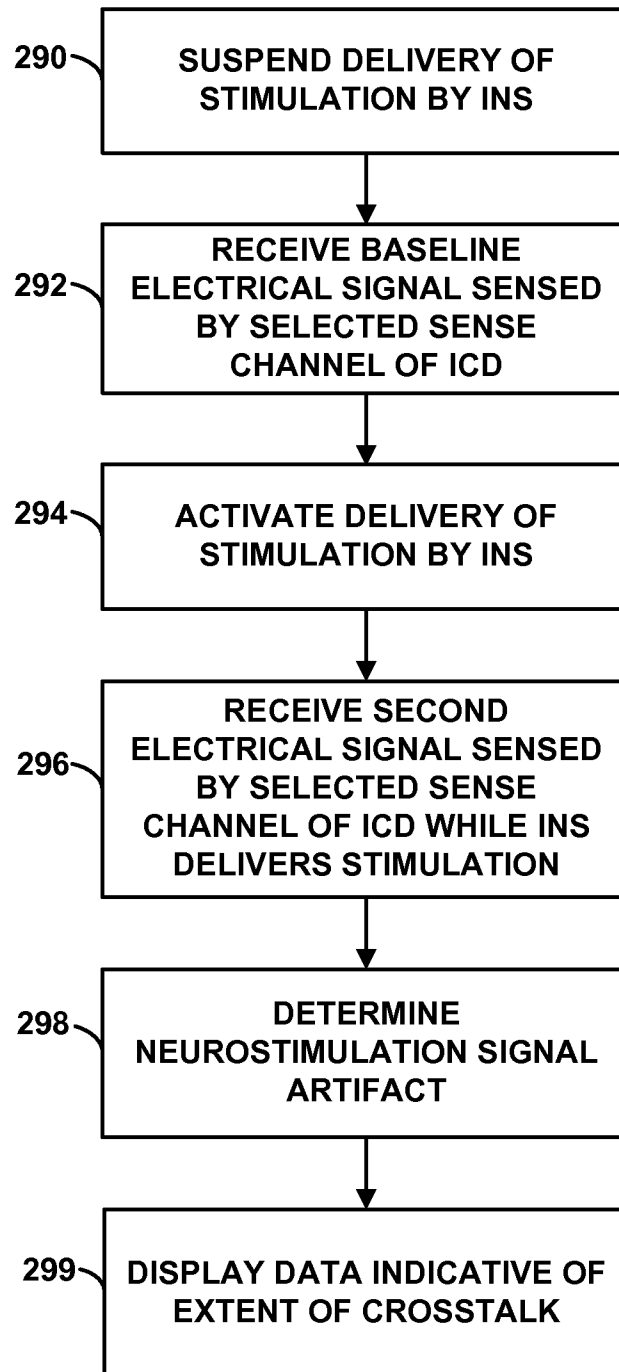 290
SUSPEND DELIVERY OF
STIMULATION BY INS
292
RECEIVE BASELINE
ELECTRICAL SIGNAL SENSED
BY SELECTED SENSE
CHANNEL OF ICD
294
ACTIVATE DELIVERY OF
STIMULATION BY INS
296
RECEIVE SECOND
ELECTRICAL SIGNAL SENSED
BY SELECTED SENSE
CHANNEL OF ICD WHILE INS
DELIVERS STIMULATION
298
DETERMINE
NEUROSTIMULATION SIGNAL
ARTIFACT
299
DISPLAY DATA INDICATIVE OF
EXTENT OF CROSSTALK